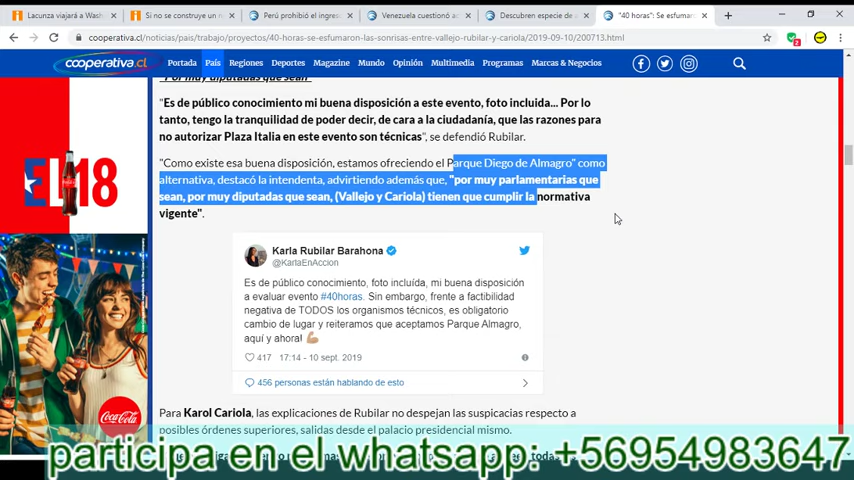 Lacunza viajará a Wash
Si no se construye un
Perú prohibió el ingreso
Venezuela cuestionó ac
Descubren especie de
"40 horas": Se esfumaro
cooperativa.cl/noticias/pais/trabajo/proyectos/40-horas-se-esfumaron-las-sonrisas-entre-vallejo-rubilar-y-cariola/2019-09-10/200713.html
cooperativa.cl Portada País Regiones Deportes Magazine Mundo Opinión Multimedia Programas Marcas & Negocios
"Por muy diputadas que sean"
"Es de público conocimiento mi buena disposición a este evento, foto incluida... Por lo
tanto, tengo la tranquilidad de poder decir, de cara a la ciudadanía, que las razones para
no autorizar Plaza Italia en este evento son técnicas", se defendió Rubilar.
"Como existe esa buena disposición, estamos ofreciendo el Parque Diego de Almagro" como
alternativa, destacó la intendenta, advirtiendo además que, "por muy parlamentarias que
sean, por muy diputadas que sean, (Vallejo y Cariola) tienen que cumplir la normativa
vigente".
EL18
Coca-Cola
Karla Rubilar Barahona
@KarlaEnAccion
Es de público conocimiento, foto incluída, mi buena disposición
a evaluar evento #40horas. Sin embargo, frente a factibilidad
negativa de TODOS los organismos técnicos, es obligatorio
cambio de lugar y reiteramos que aceptamos Parque Almagro,
aquí y ahora! 💪
417 17:14 - 10 sept. 2019
456 personas están hablando de esto
Para Karol Cariola, las explicaciones de Rubilar no despejan las suspicacias respecto a
posibles órdenes superiores, salidas desde el palacio presidencial mismo.
participa en el whatsapp: +56954983647